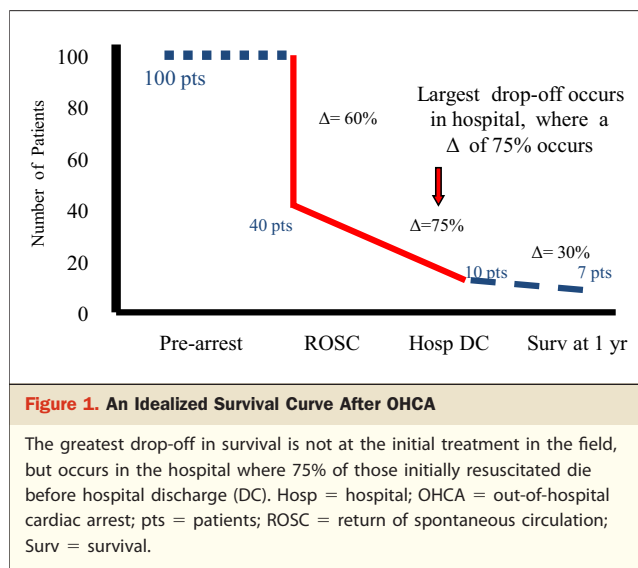 Number of Patients
100
80
60
40
20
0
100 pts
Δ= 60%
Largest drop-off occurs
in hospital, where a
Δ of 75% occurs
40 pts
Δ=75%
10 pts
Δ= 30%
7 pts
Pre-arrest ROSC Hosp DC Surv at 1 yr
Figure 1. An Idealized Survival Curve After OHCA
The greatest drop-off in survival is not at the initial treatment in the field,
but occurs in the hospital where 75% of those initially resuscitated die
before hospital discharge (DC). Hosp = hospital; OHCA = out-of-hospital
cardiac arrest; pts = patients; ROSC = return of spontaneous circulation;
Surv = survival.